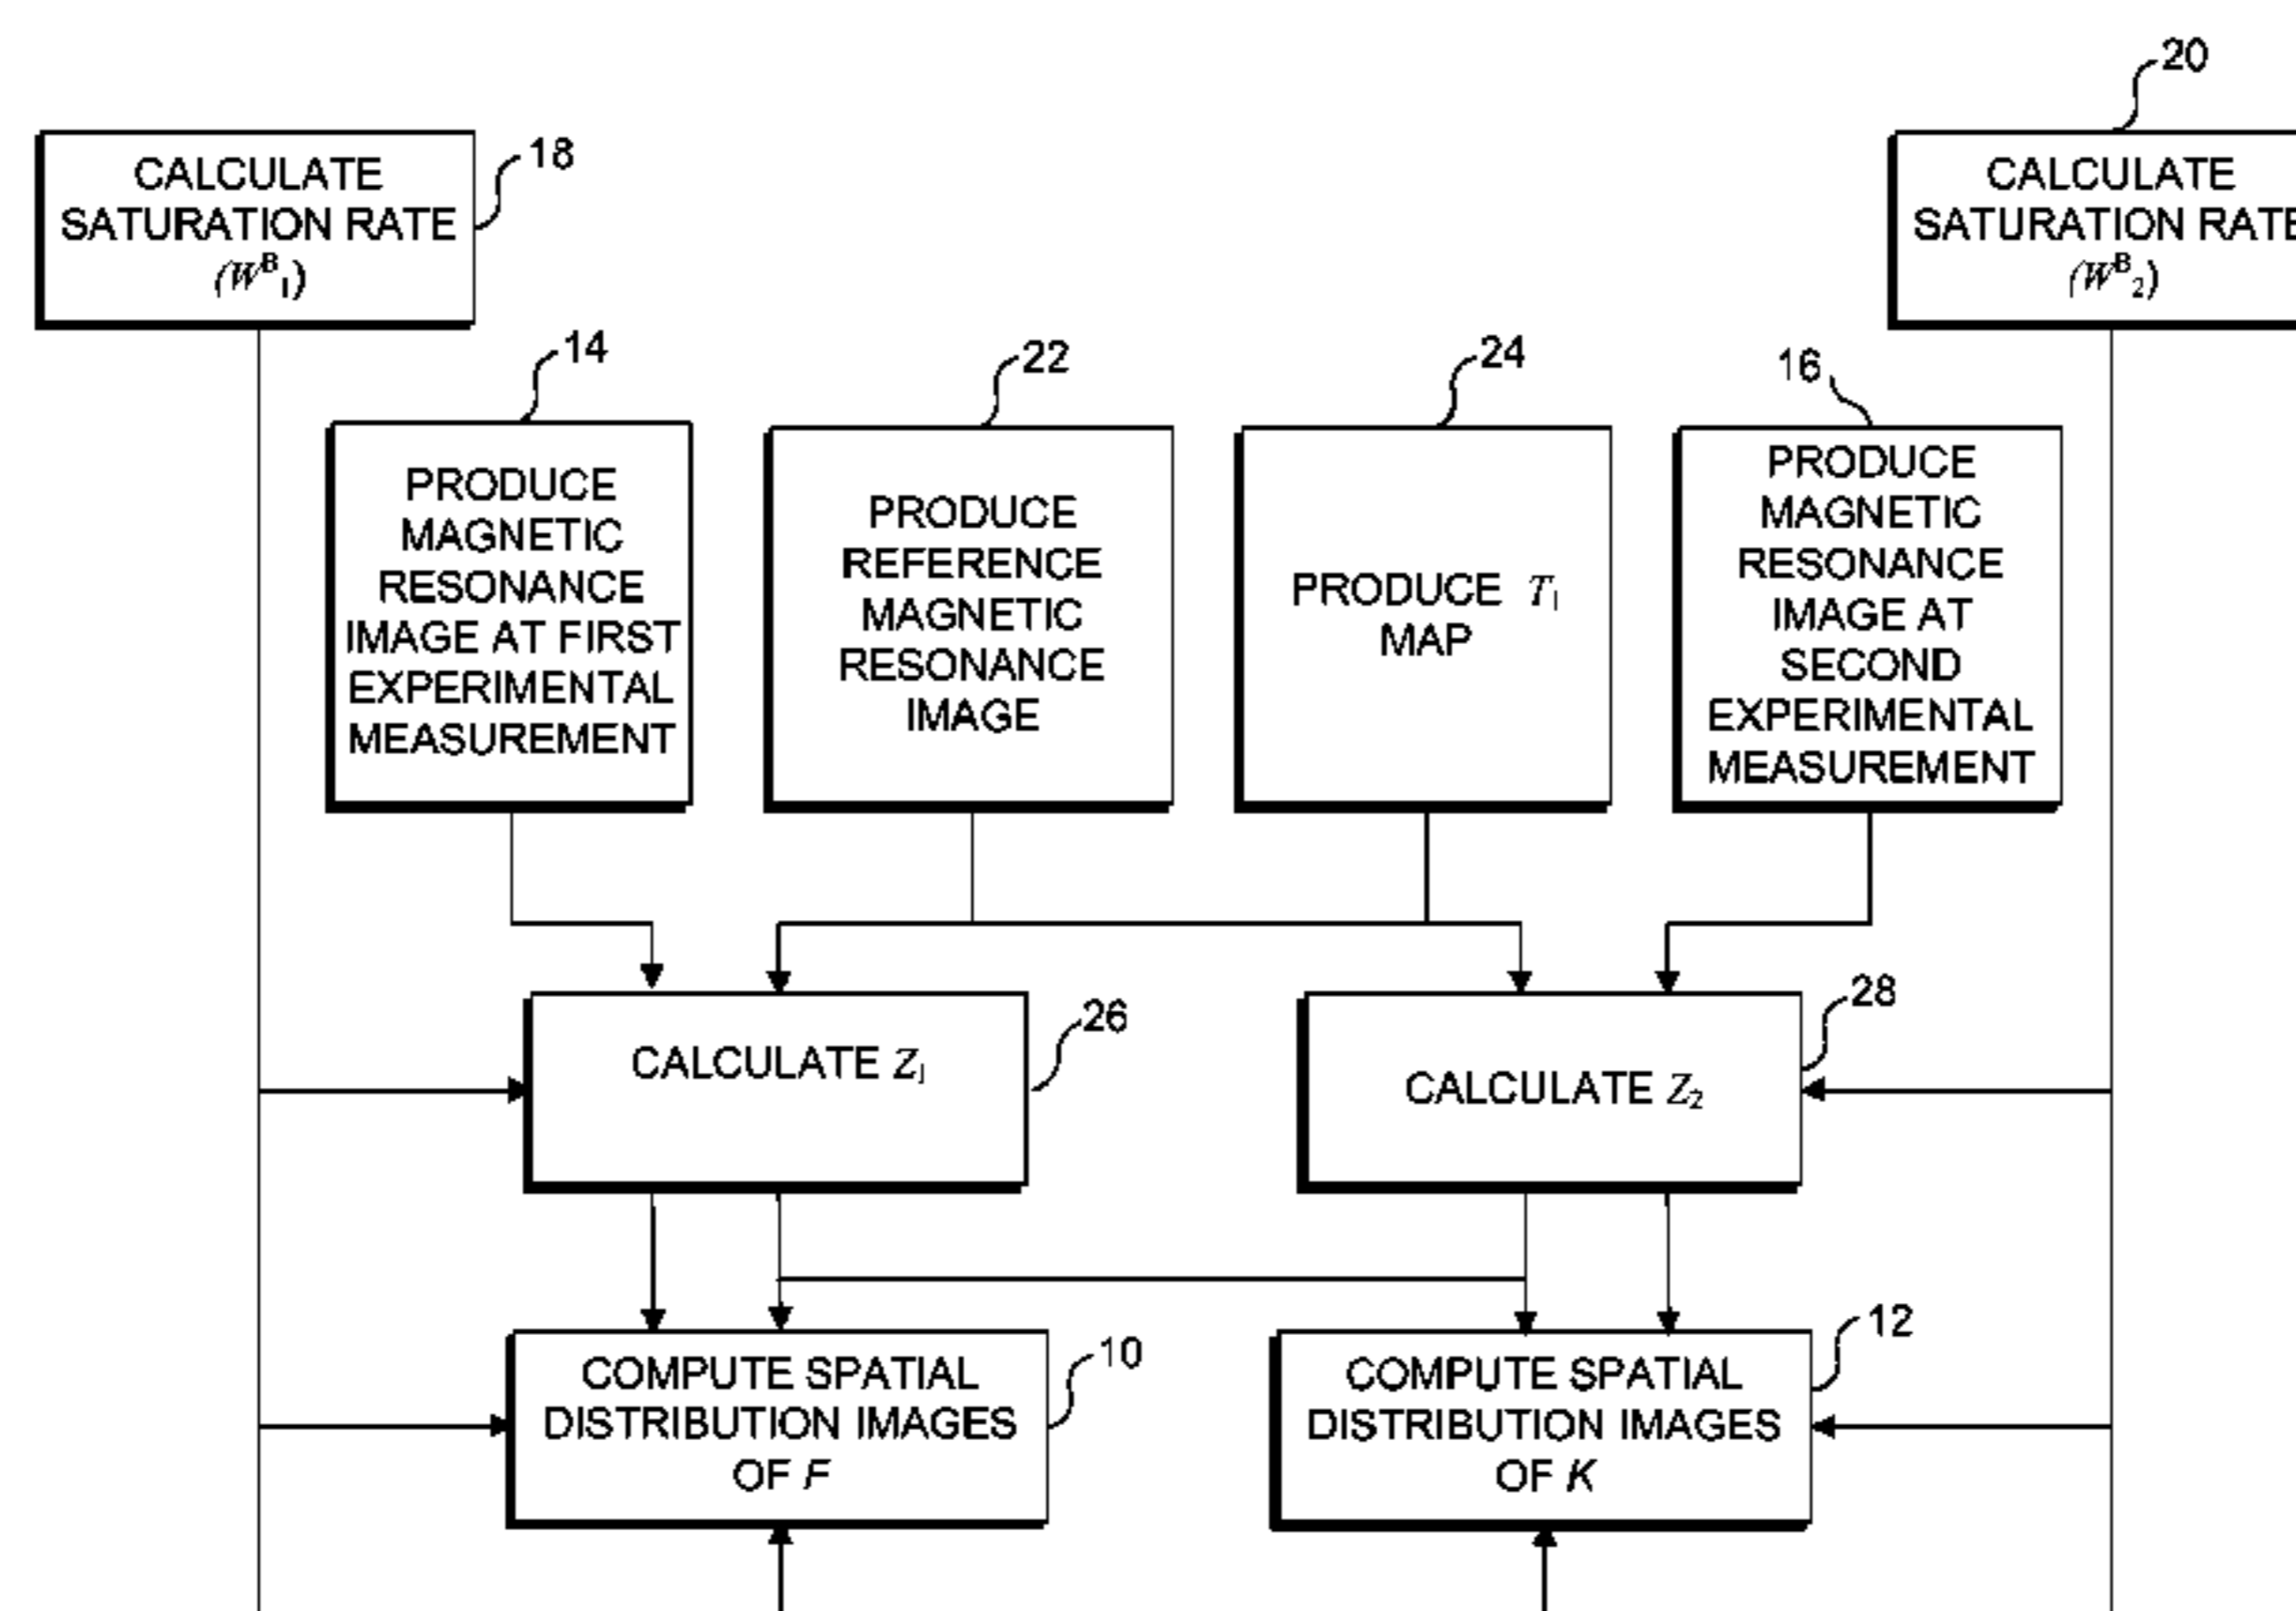 20
CALCULATE
SATURATION RATE
(W^B_1)
18
CALCULATE
SATURATION RATE
(W^B_2)
14
PRODUCE
MAGNETIC
RESONANCE
IMAGE AT FIRST
EXPERIMENTAL
MEASUREMENT
22
PRODUCE
REFERENCE
MAGNETIC
RESONANCE
IMAGE
24
PRODUCE T_1
MAP
16
PRODUCE
MAGNETIC
RESONANCE
IMAGE AT
SECOND
EXPERIMENTAL
MEASUREMENT
CALCULATE Z_1
26
CALCULATE Z_2
28
COMPUTE SPATIAL
DISTRIBUTION IMAGES
OF F
10
COMPUTE SPATIAL
DISTRIBUTION IMAGES
OF K
12